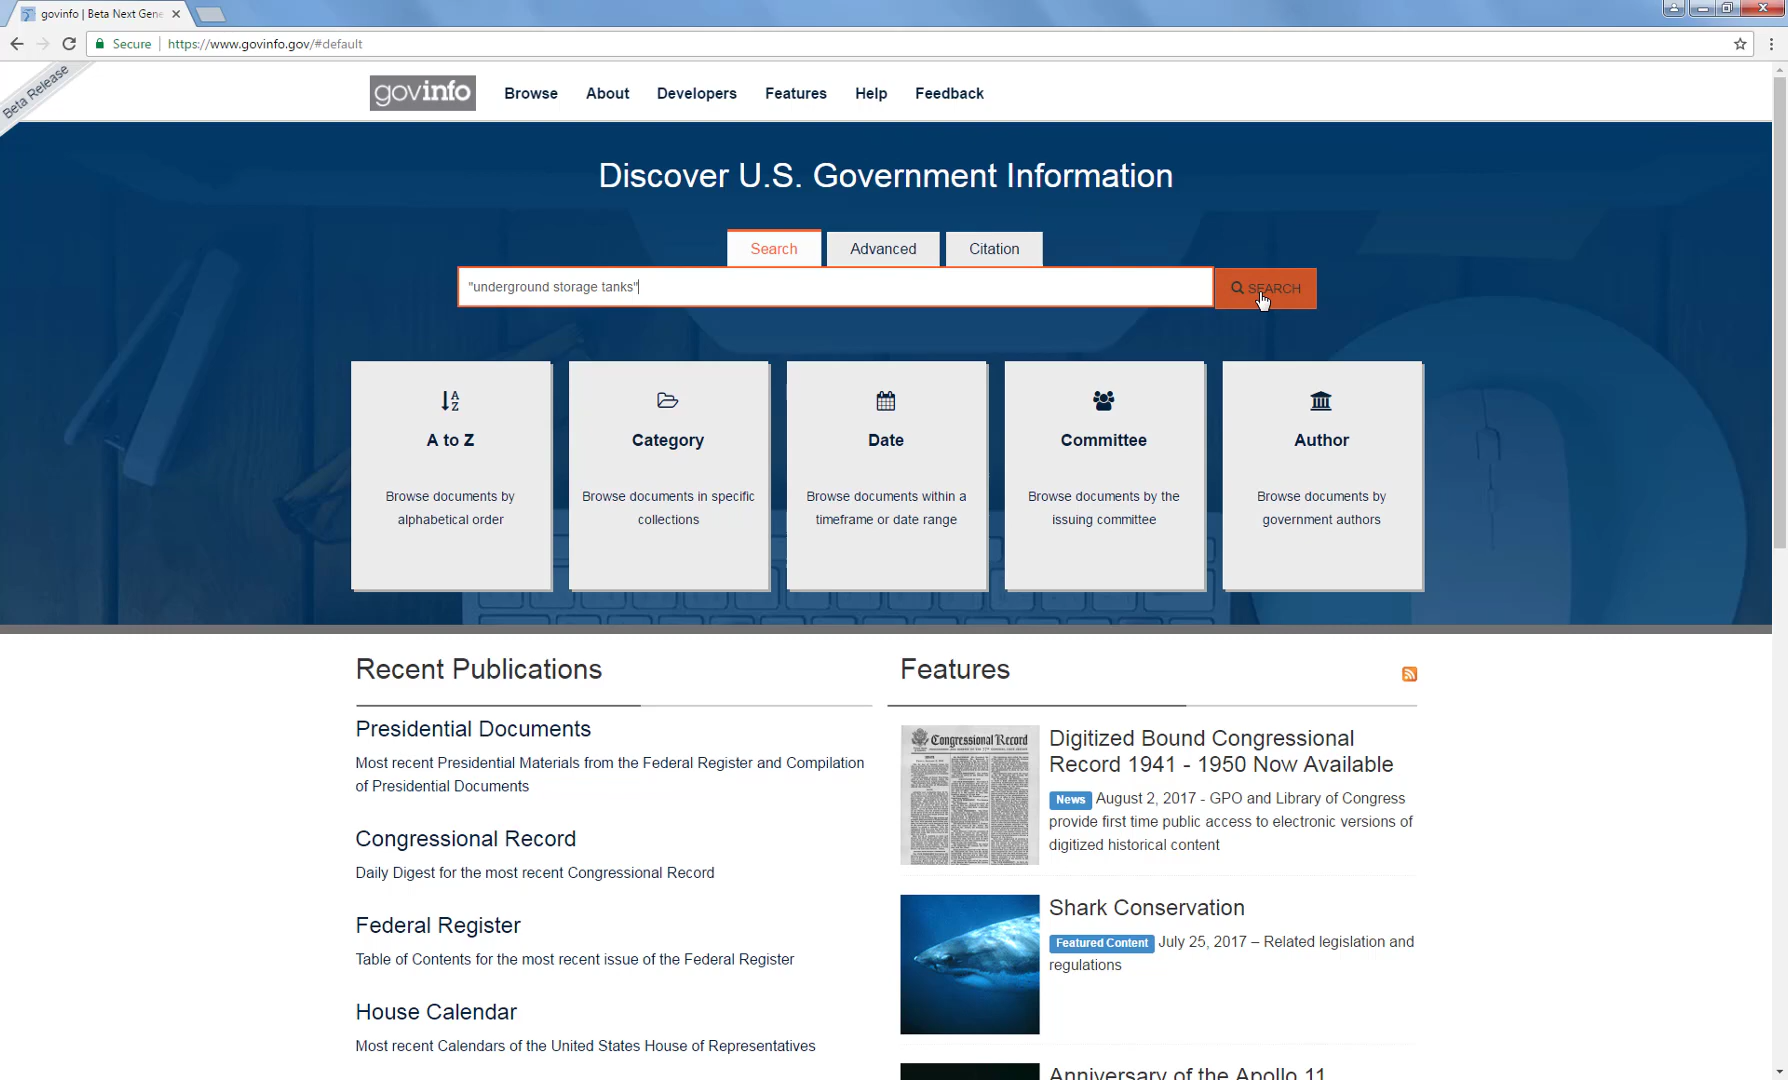 govinfo | Beta Next Gene
Secure | https://www.govinfo.gov/#default
Beta Release
govinfo
Browse
About
Developers
Features
Help
Feedback
Discover U.S. Government Information
Search
Advanced
Citation
"underground storage tanks"
SEARCH
A to Z
Browse documents by
alphabetical order
Category
Browse documents in specific
collections
Date
Browse documents within a
timeframe or date range
Committee
Browse documents by the
issuing committee
Author
Browse documents by
government authors
Recent Publications
Presidential Documents
Most recent Presidential Materials from the Federal Register and Compilation
of Presidential Documents
Congressional Record
Daily Digest for the most recent Congressional Record
Federal Register
Table of Contents for the most recent issue of the Federal Register
House Calendar
Most recent Calendars of the United States House of Representatives
Features
Congressional Record
Digitized Bound Congressional
Record 1941 - 1950 Now Available
News August 2, 2017 - GPO and Library of Congress
provide first time public access to electronic versions of
digitized historical content
Shark Conservation
Featured Content July 25, 2017 – Related legislation and
regulations
Anniversary of the Apollo 11